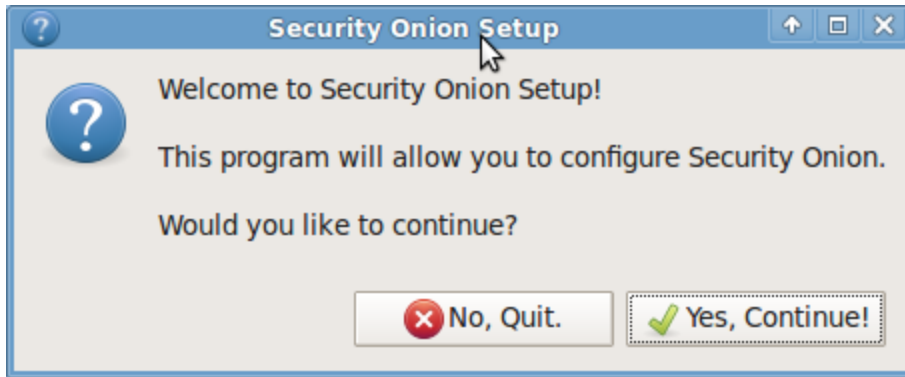 Security Onion Setup
Welcome to Security Onion Setup!
This program will allow you to configure Security Onion.
Would you like to continue?
No, Quit.
Yes, Continue!